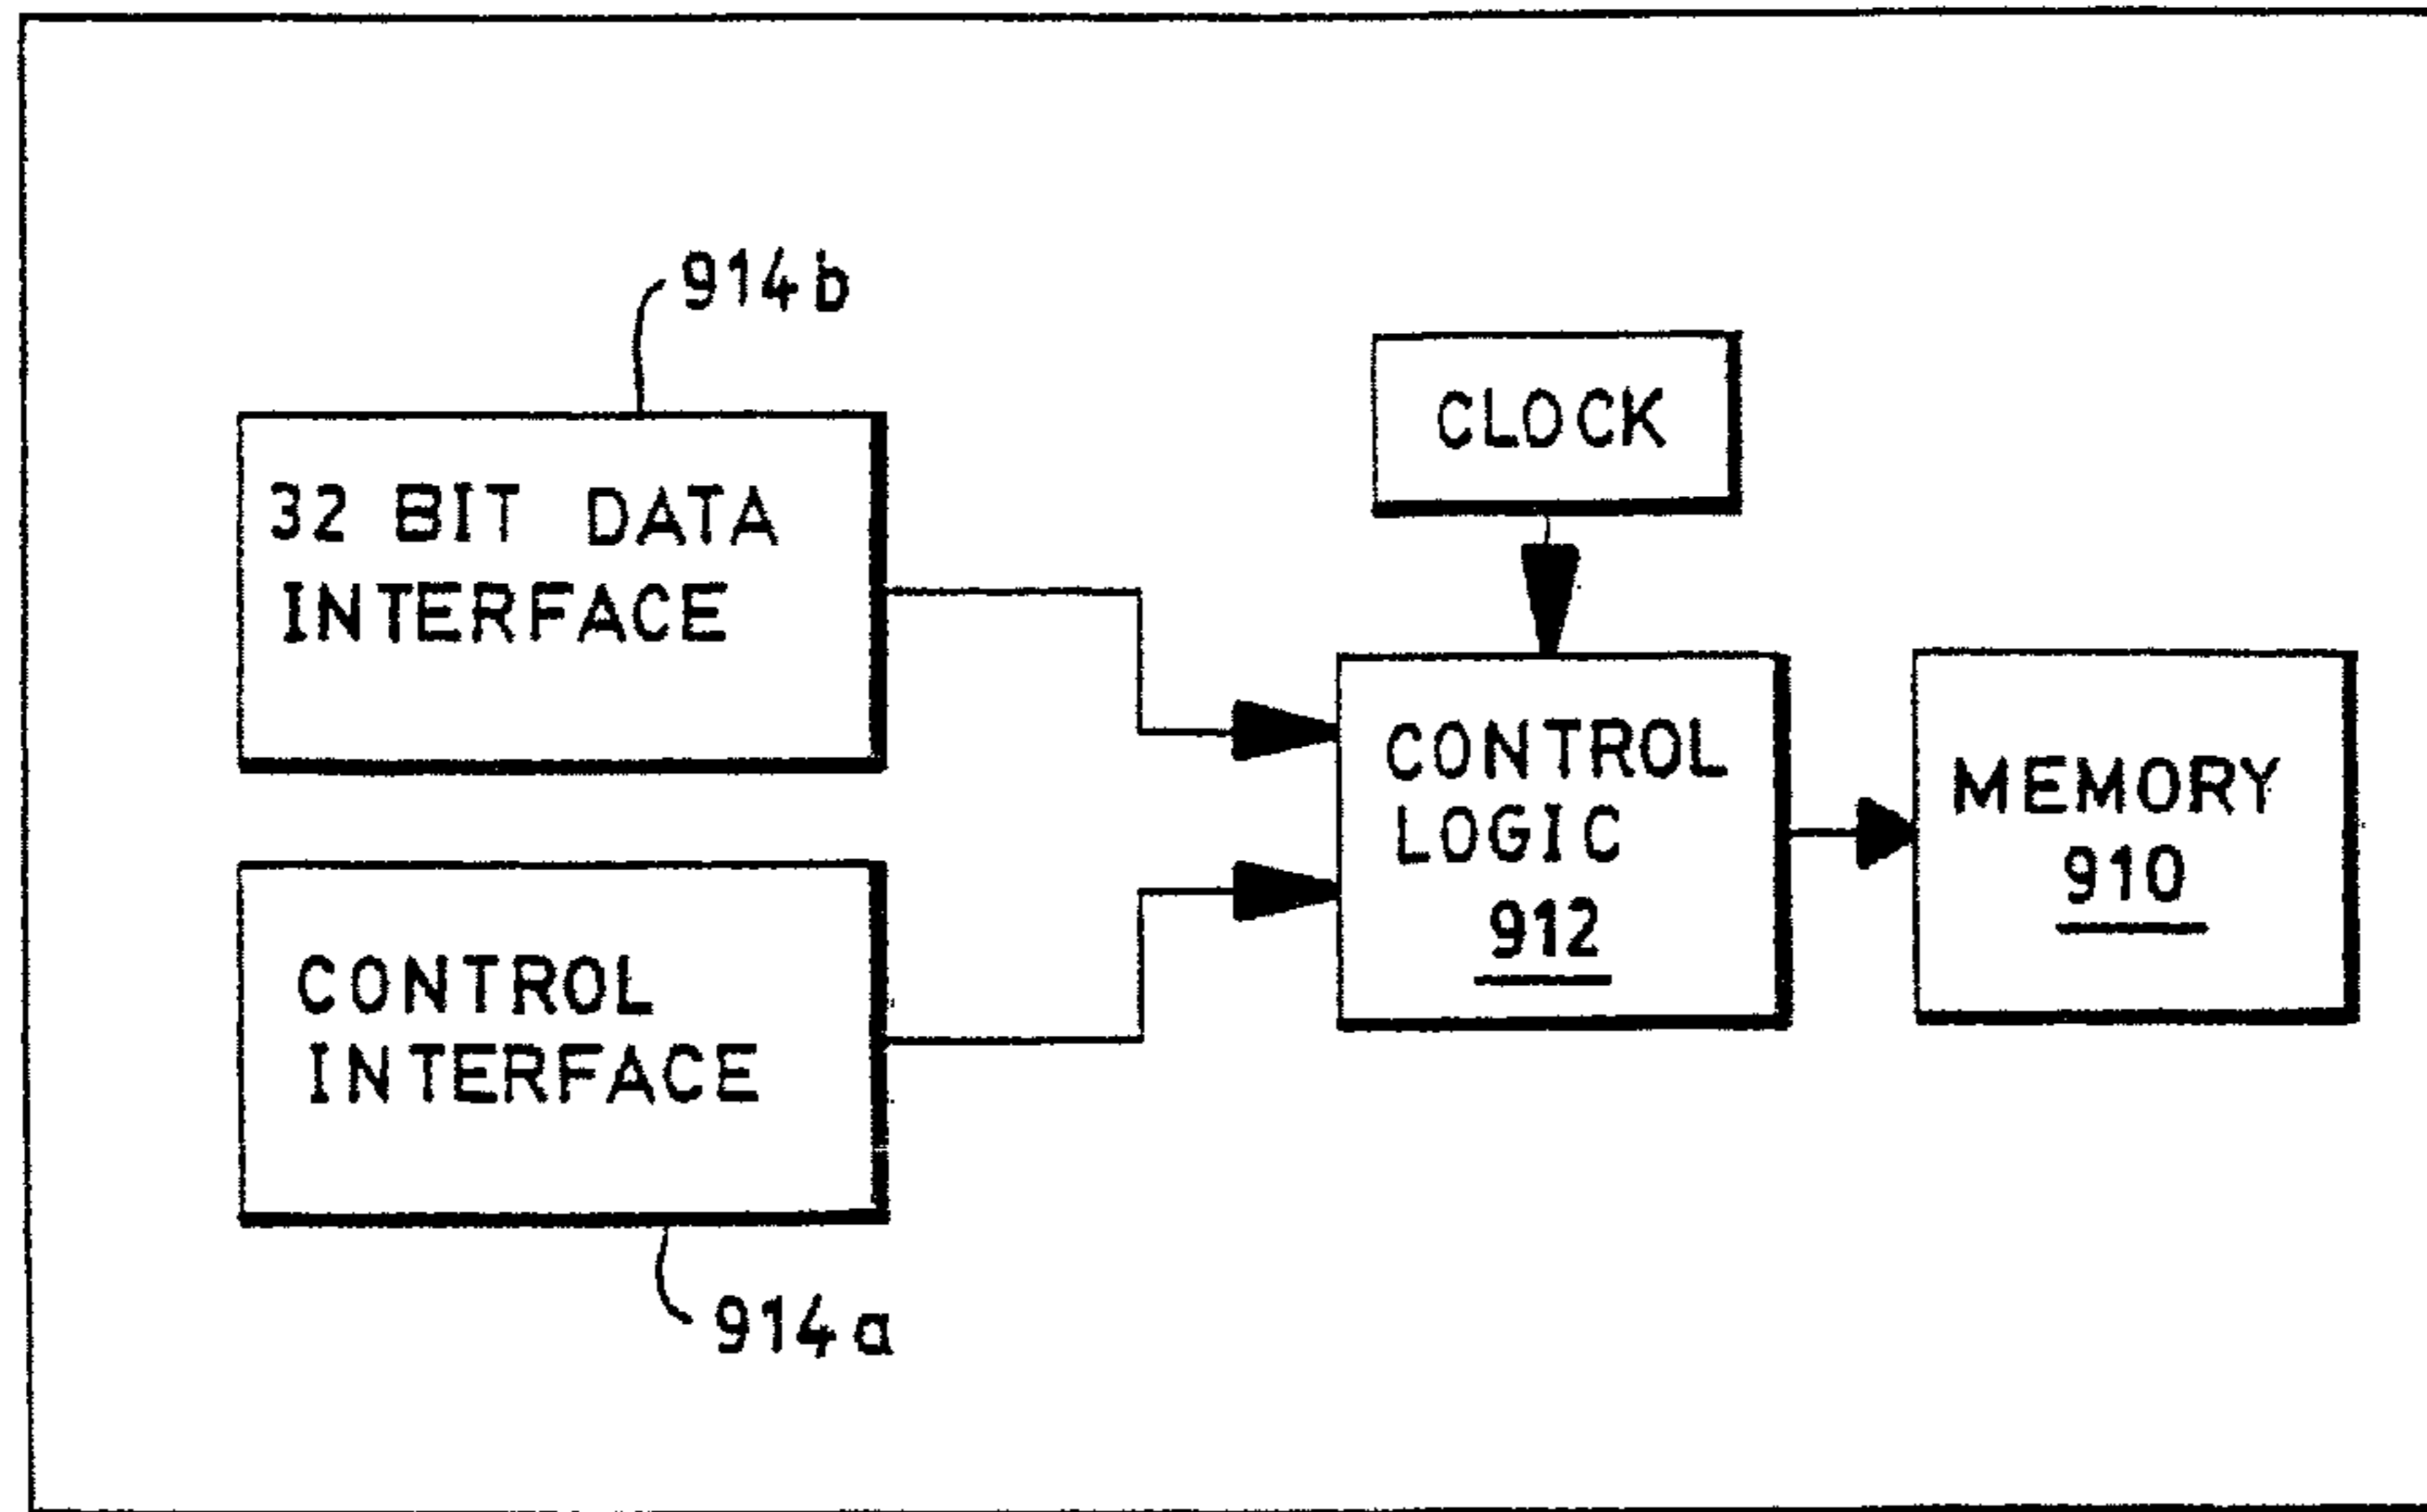 914b
32 BIT DATA
INTERFACE
CLOCK
CONTROL
LOGIC
912
MEMORY
910
CONTROL
INTERFACE
914a